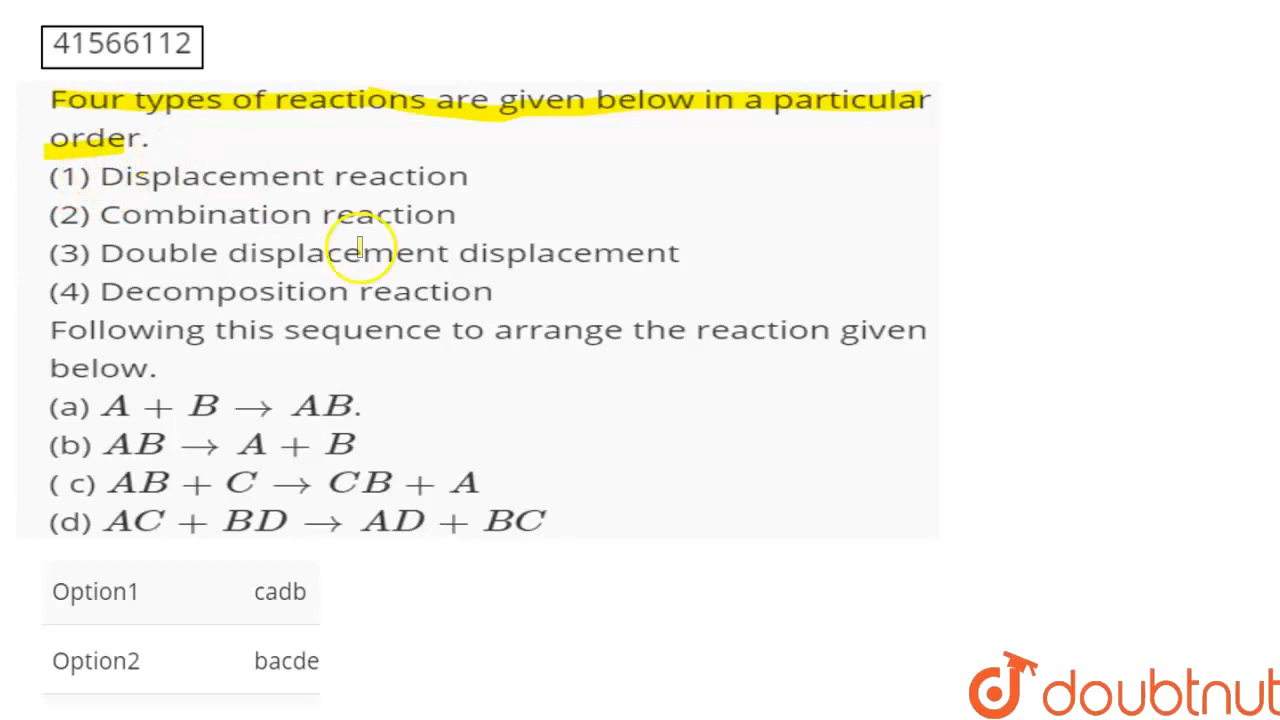 41566112
Four types of reactions are given below in a particular
order.
(1) Displacement reaction
(2) Combination reaction
(3) Double displacement displacement
(4) Decomposition reaction
Following this sequence to arrange the reaction given
below.
(a) A + B → AB.
(b) AB → A + B
( c) AB + C → CB + A
(d) AC + BD → AD + BC
Option1 cadb
Option2 bacde
doubtnut